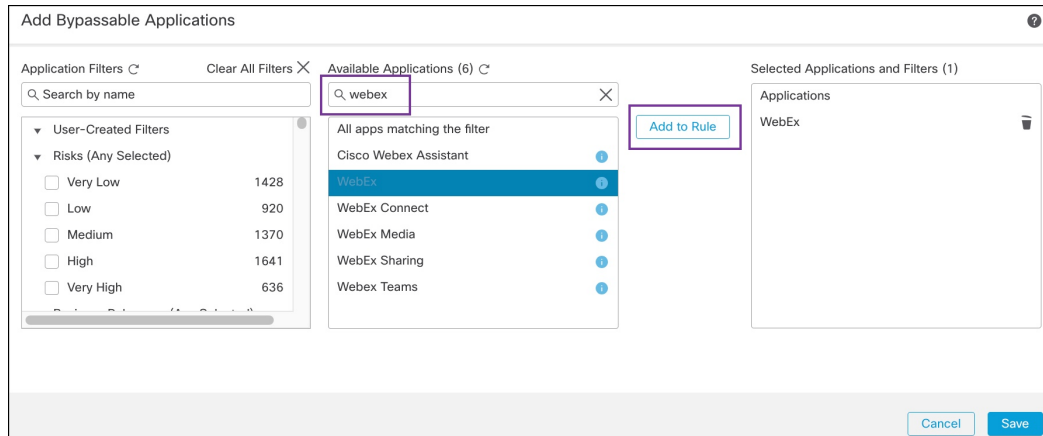 Add Bypassable Applications
Application Filters
Clear All Filters
Search by name
User-Created Filters
Risks (Any Selected)
Very Low 1428
Low 920
Medium 1370
High 1641
Very High 636
Available Applications (6)
webex
All apps matching the filter
Cisco Webex Assistant
WebEx
WebEx Connect
WebEx Media
WebEx Sharing
Webex Teams
Add to Rule
Selected Applications and Filters (1)
Applications
WebEx
Cancel
Save